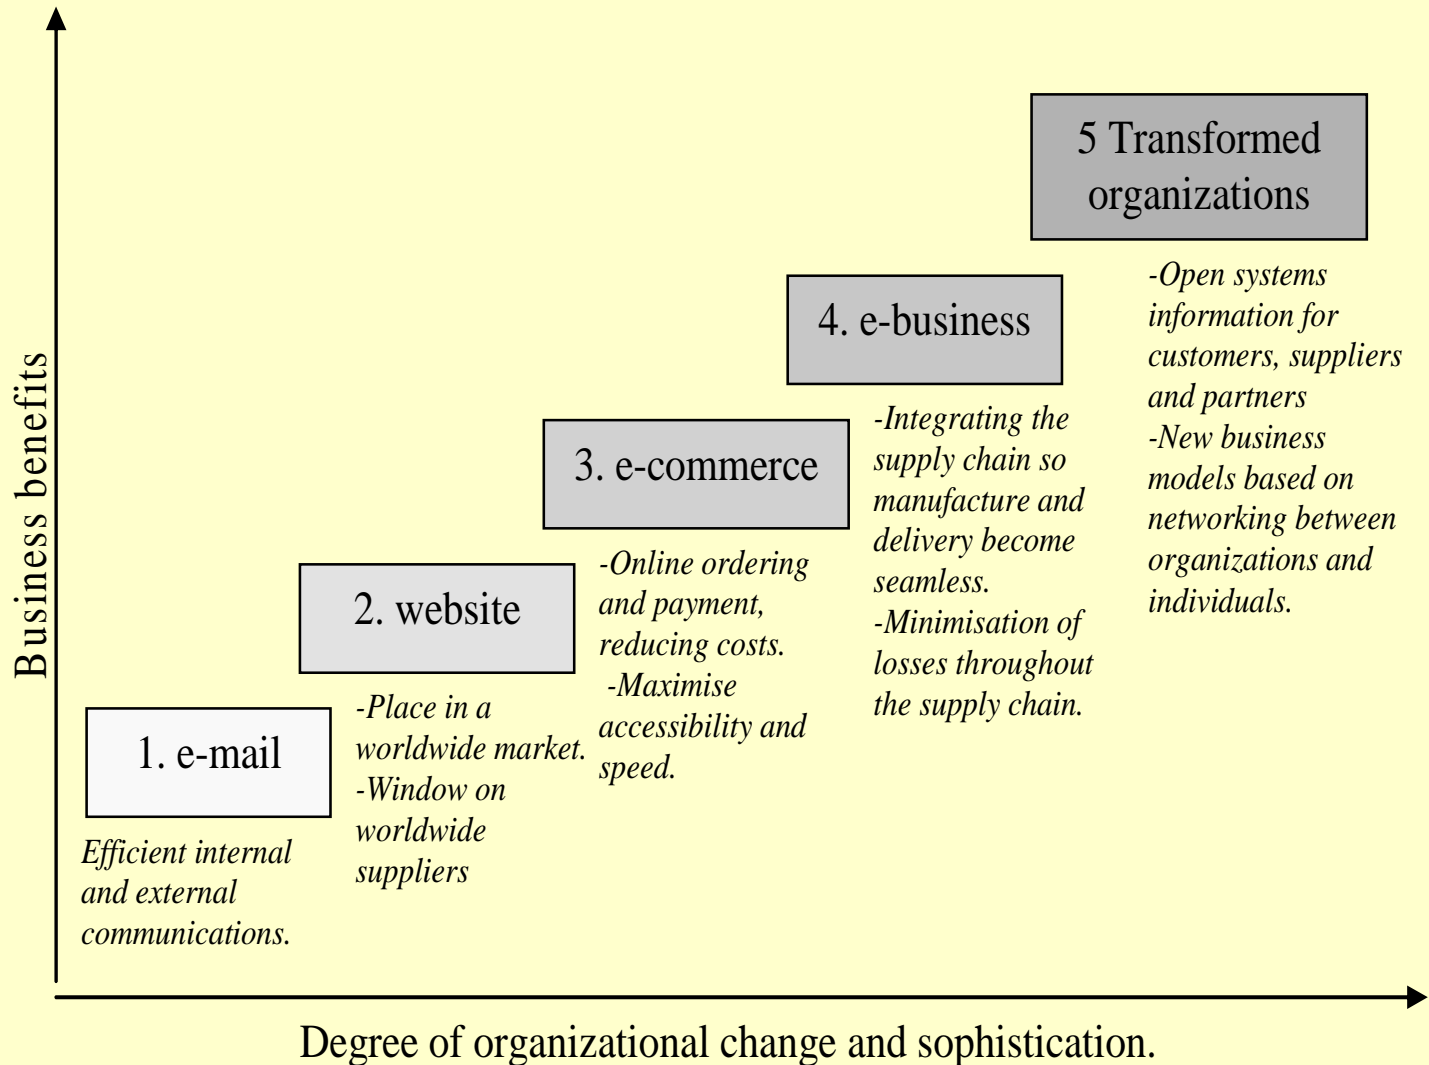 Business benefits
5 Transformed
organizations
-Open systems
information for
customers, suppliers
and partners
-New business
models based on
networking between
organizations and
individuals.
4. e-business
-Integrating the
supply chain so
manufacture and
delivery become
seamless.
-Minimisation of
losses throughout
the supply chain.
3. e-commerce
-Online ordering
and payment,
reducing costs.
-Maximise
accessibility and
speed.
2. website
-Place in a
worldwide market.
-Window on
worldwide
suppliers
1. e-mail
Efficient internal
and external
communications.
Degree of organizational change and sophistication.